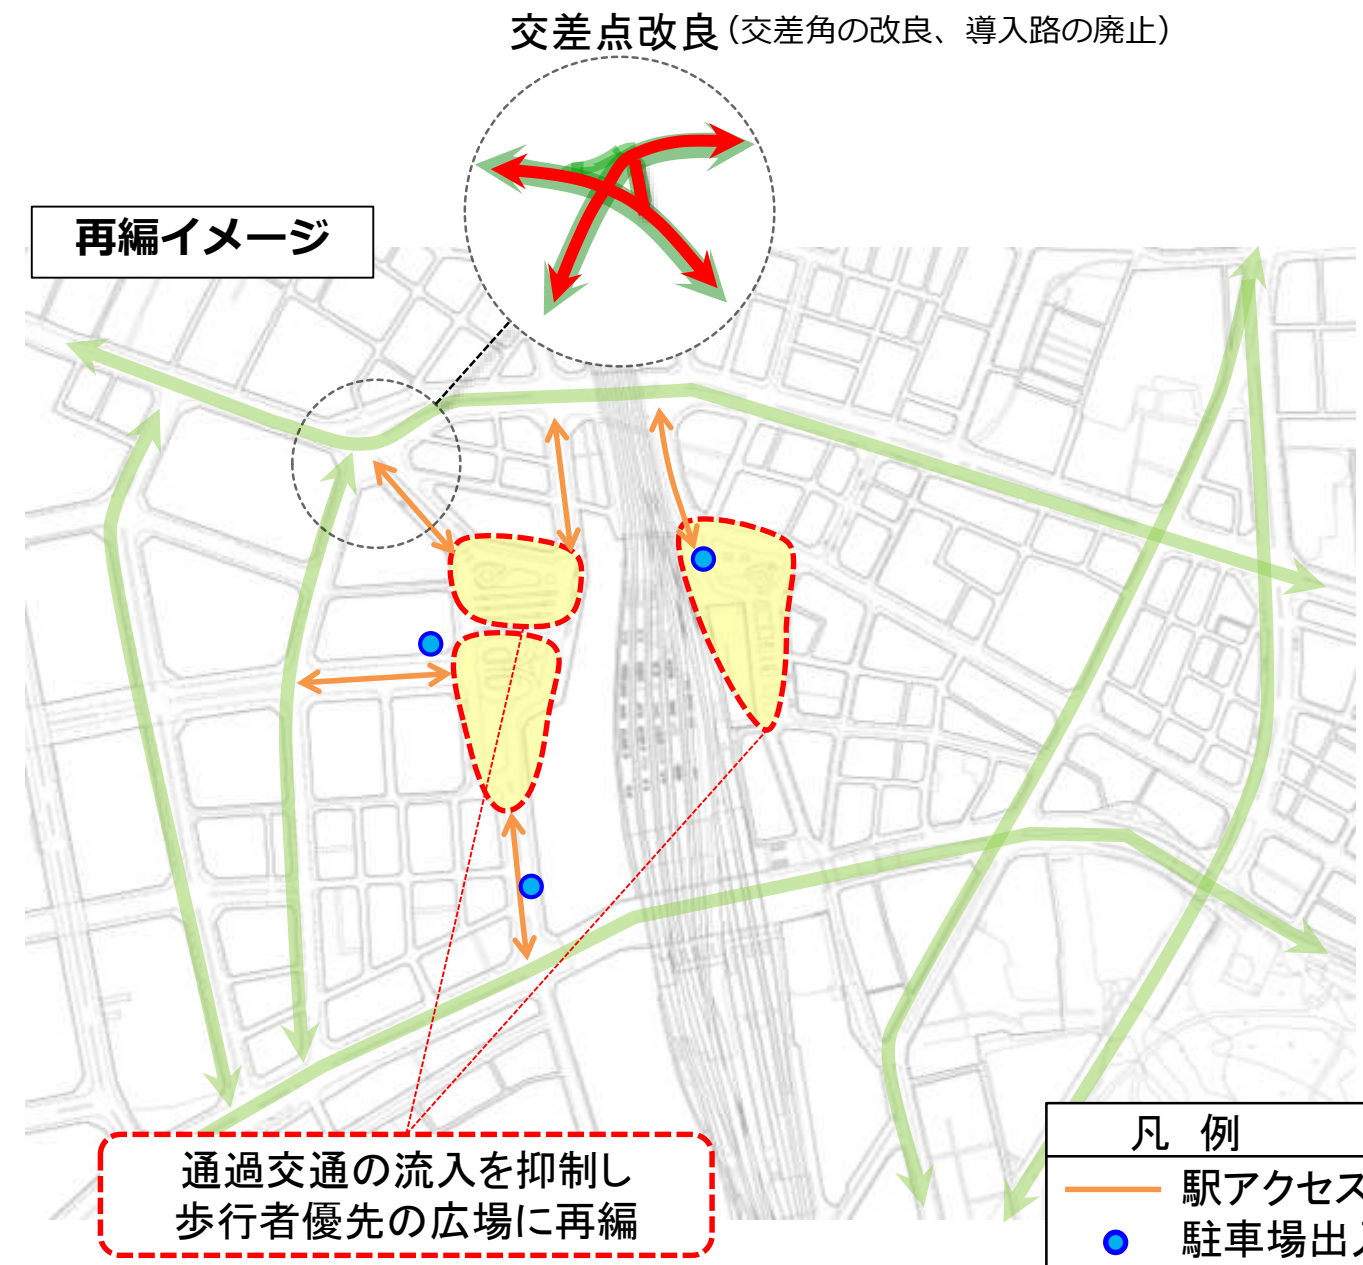 交差点改良(交差角の改良、導入路の廃止)
再編イメージ
通過交通の流入を抑制し
歩行者優先の広場に再編
凡 例
駅アクセス
駐車場出入